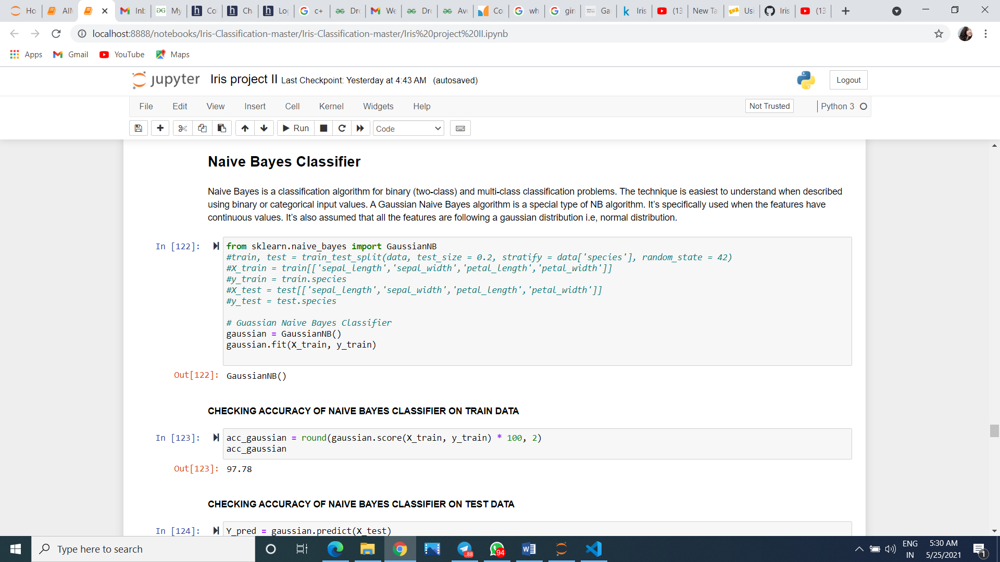 Ho
AIN
Inb
My
Co
Cha
Log
c+
Dro
We
Dro
Ave
Co
wh
gin
Ga
Iris
(13
New Ta
Usi
Iris
(13
localhost:8888/notebooks/Iris-Classification-master/Iris-Classification-master/Iris%20project%20II.ipynb
Apps Gmail YouTube Maps
jupyter Iris project II Last Checkpoint: Yesterday at 4:43 AM (autosaved) Logout
File Edit View Insert Cell Kernel Widgets Help Not Trusted Python 3
Run Code
Naive Bayes Classifier
Naive Bayes is a classification algorithm for binary (two-class) and multi-class classification problems. The technique is easiest to understand when described
using binary or categorical input values. A Gaussian Naive Bayes algorithm is a special type of NB algorithm. It’s specifically used when the features have
continuous values. It’s also assumed that all the features are following a gaussian distribution i.e, normal distribution.
In [122]: from sklearn.naive_bayes import GaussianNB
#train, test = train_test_split(data, test_size = 0.2, stratify = data['species'], random_state = 42)
#X_train = train[['sepal_length','sepal_width','petal_length','petal_width']]
#y_train = train.species
#X_test = test[['sepal_length','sepal_width','petal_length','petal_width']]
#y_test = test.species
# Guassian Naive Bayes Classifier
gaussian = GaussianNB()
gaussian.fit(X_train, y_train)
Out[122]: GaussianNB()
CHECKING ACCURACY OF NAIVE BAYES CLASSIFIER ON TRAIN DATA
In [123]: acc_gaussian = round(gaussian.score(X_train, y_train) * 100, 2)
acc_gaussian
Out[123]: 97.78
CHECKING ACCURACY OF NAIVE BAYES CLASSIFIER ON TEST DATA
In [124]: Y_pred = gaussian.predict(X_test)
Type here to search
..88
94
ENG
IN
5:30 AM
5/25/2021
1